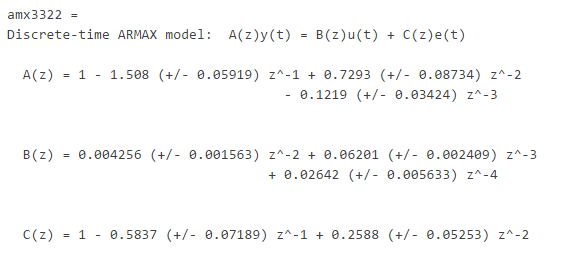 amx3322 =
Discrete-time ARMAX model:  A(z)y(t) = B(z)u(t) + C(z)e(t)
A(z) = 1 - 1.508 (+/- 0.05919) z^-1 + 0.7293 (+/- 0.08734) z^-2
- 0.1219 (+/- 0.03424) z^-3
B(z) = 0.004256 (+/- 0.001563) z^-2 + 0.06201 (+/- 0.002409) z^-3
+ 0.02642 (+/- 0.005633) z^-4
C(z) = 1 - 0.5837 (+/- 0.07189) z^-1 + 0.2588 (+/- 0.05253) z^-2